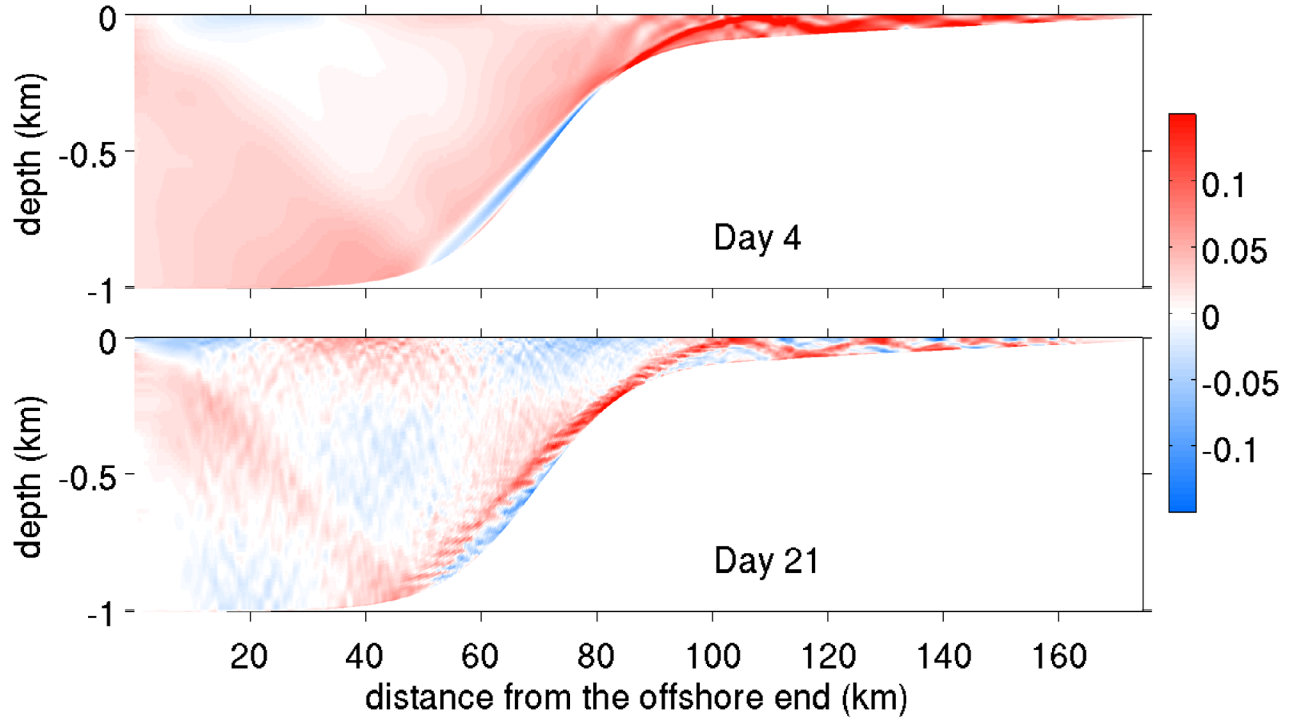 0
-0.5
-1
depth (km)
Day 4
0.1
0.05
0
-0.05
-0.1
0
-0.5
-1
depth (km)
Day 21
20 40 60 80 100 120 140 160
distance from the offshore end (km)